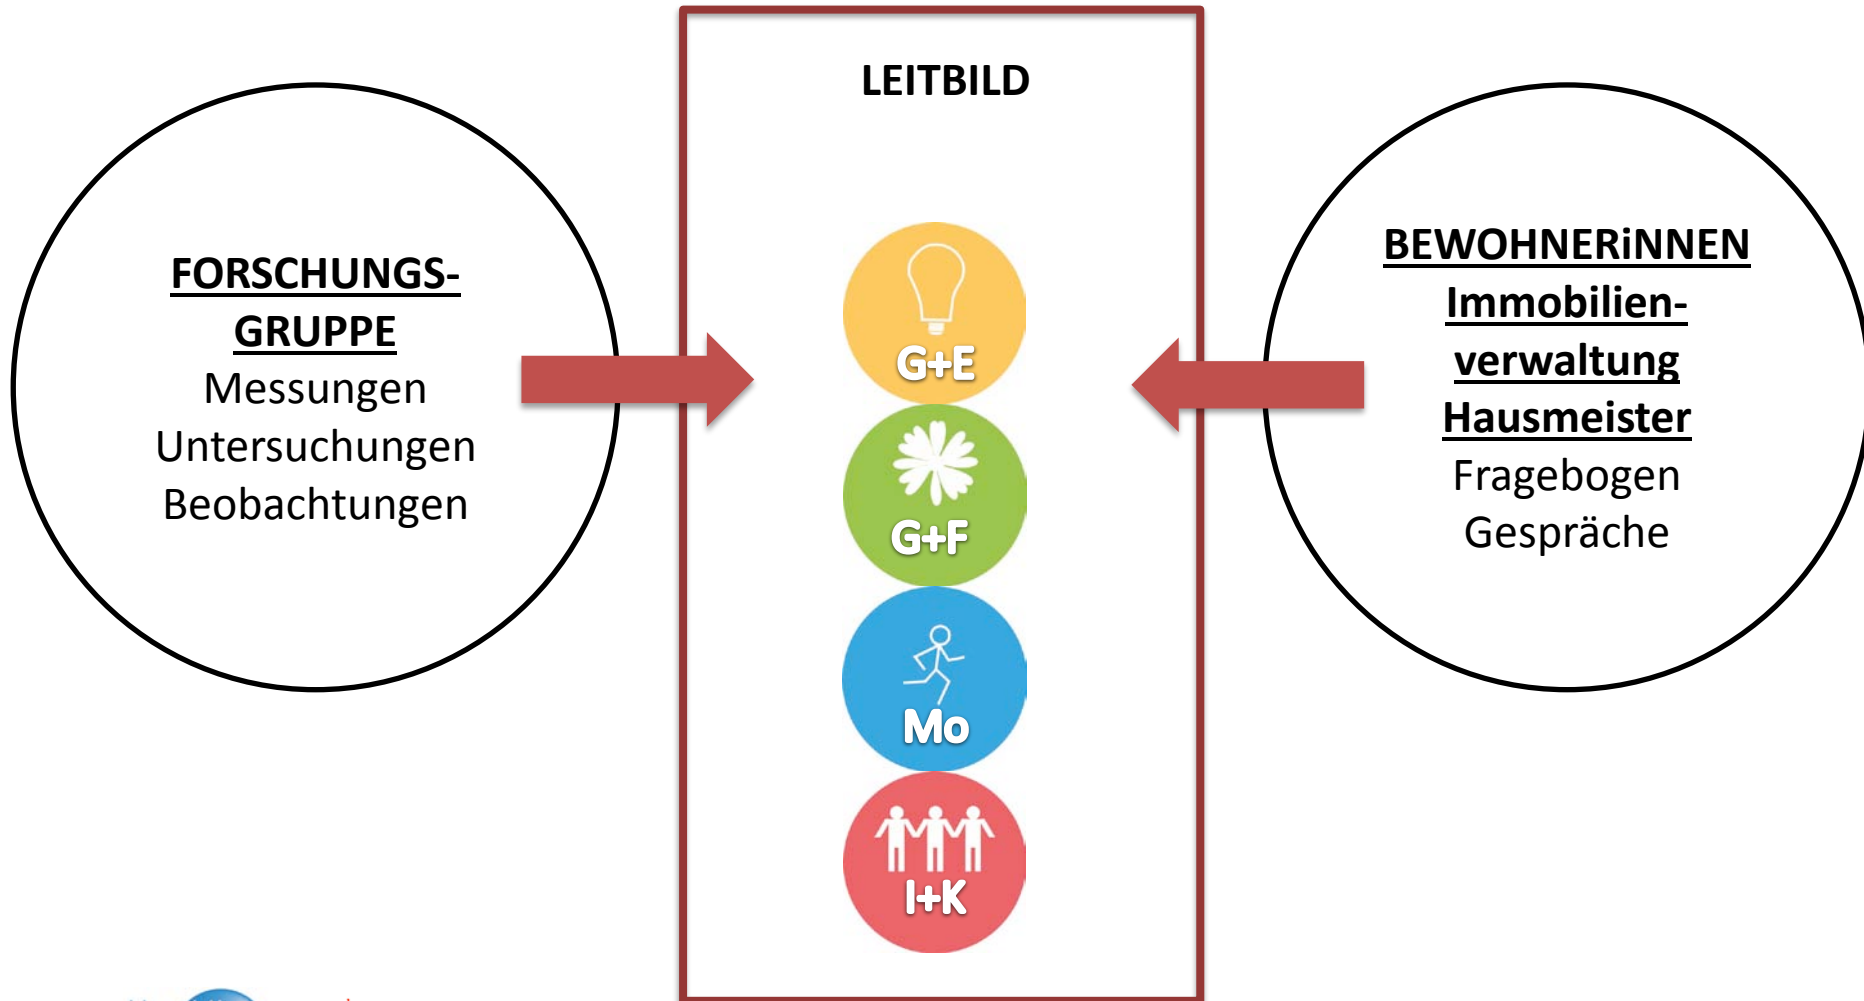 LEITBILD
FORSCHUNGS-
GRUPPE
Messungen
Untersuchungen
Beobachtungen
G+E
G+F
Mo
I+K
BEWOHNERiNNEN
Immobilien-
verwaltung
Hausmeister
Fragebogen
Gespräche